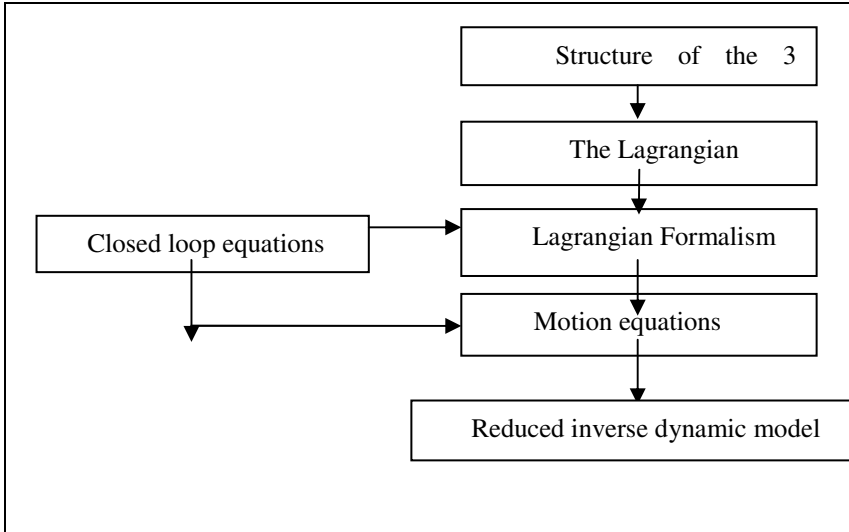 Structure of the 3
The Lagrangian
Closed loop equations
Lagrangian Formalism
Motion equations
Reduced inverse dynamic model